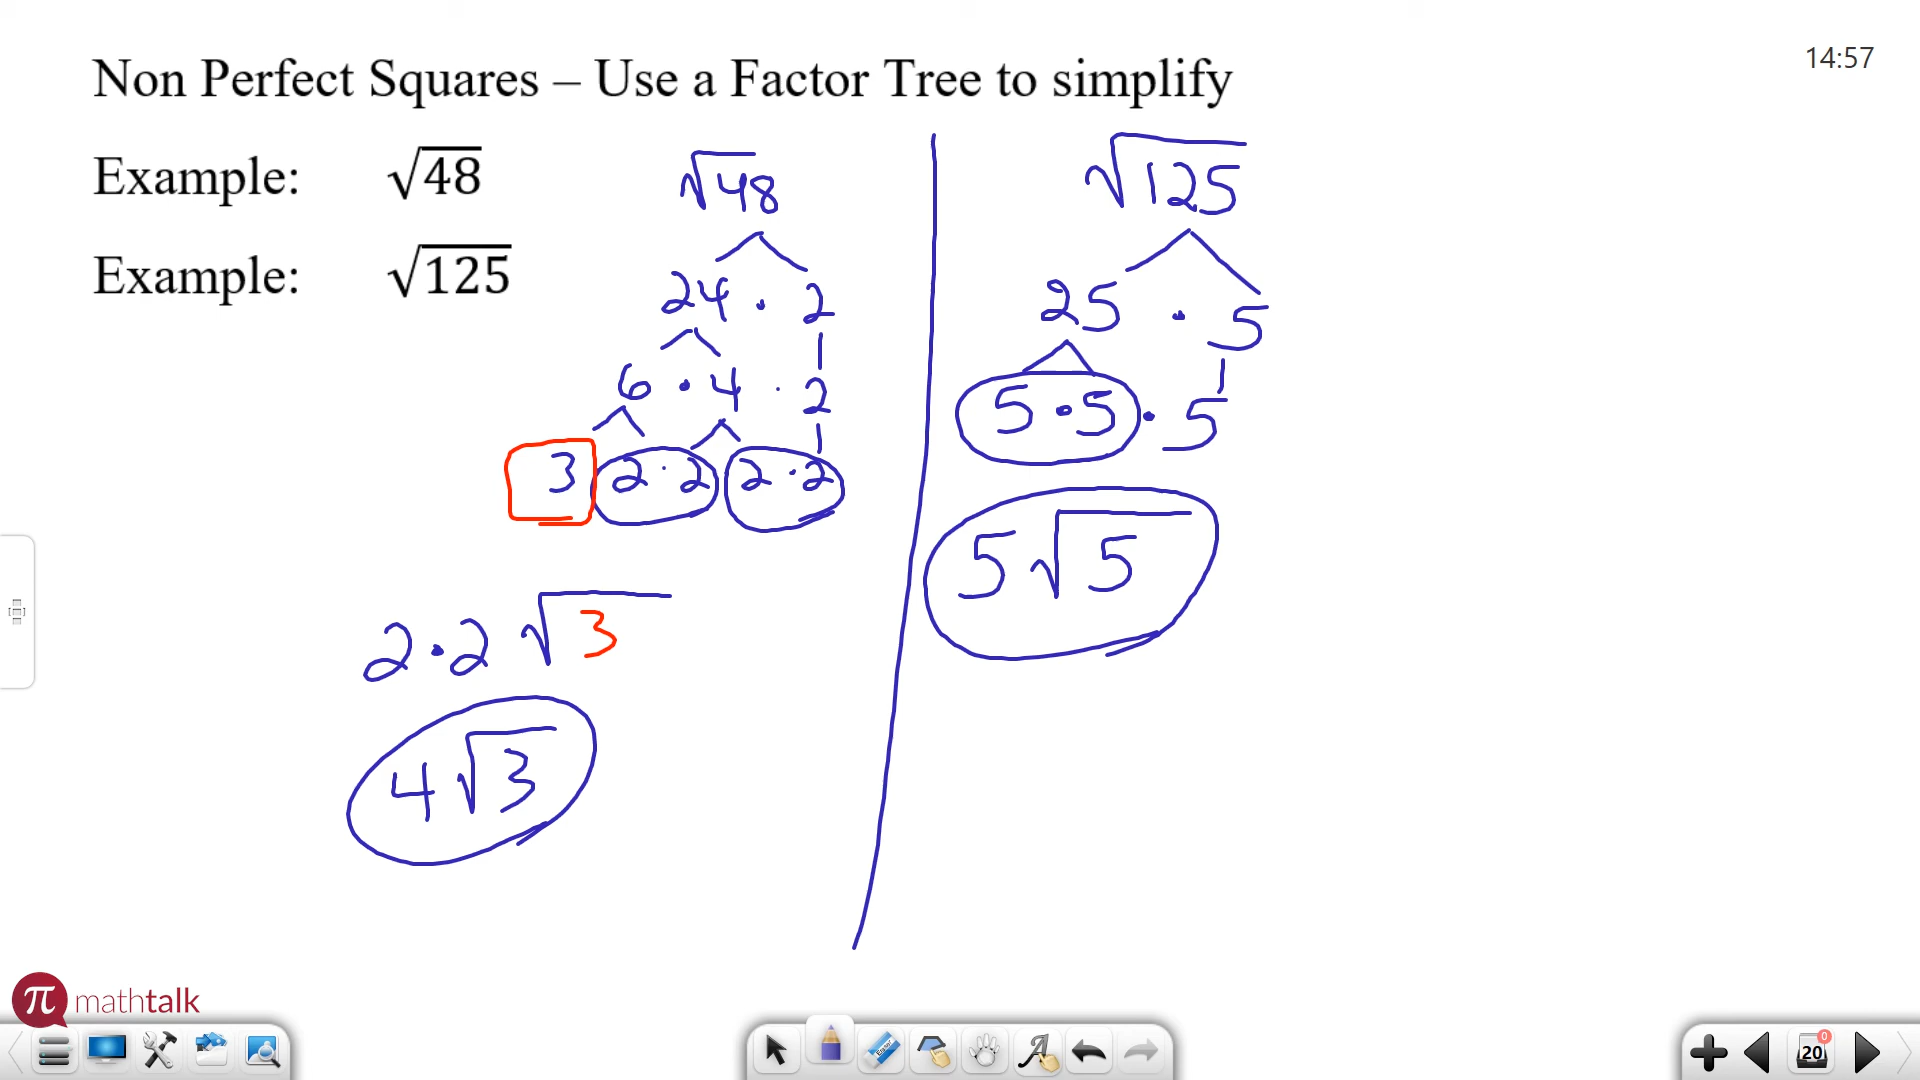 14:57
Non Perfect Squares – Use a Factor Tree to simplify
Example: √48
Example: √125
√48
24 · 2
6 · 4 · 2
3 2 · 2 2 · 2
2 · 2 √3
4√3
√125
25 · 5
5 · 5 · 5
5√5
π mathtalk
Eraser
A
20
0